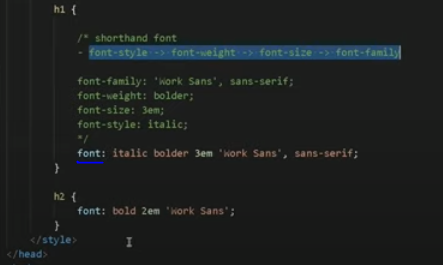 h1 {
/* shorthand font
- font-style -> font-weight -> font-size -> font-family
font-family: 'Work Sans', sans-serif;
font-weight: bolder;
font-size: 3em;
font-style: italic;
*/
font: italic bolder 3em 'Work Sans', sans-serif;
}
h2 {
font: bold 2em 'Work Sans';
}
</style>
</head>